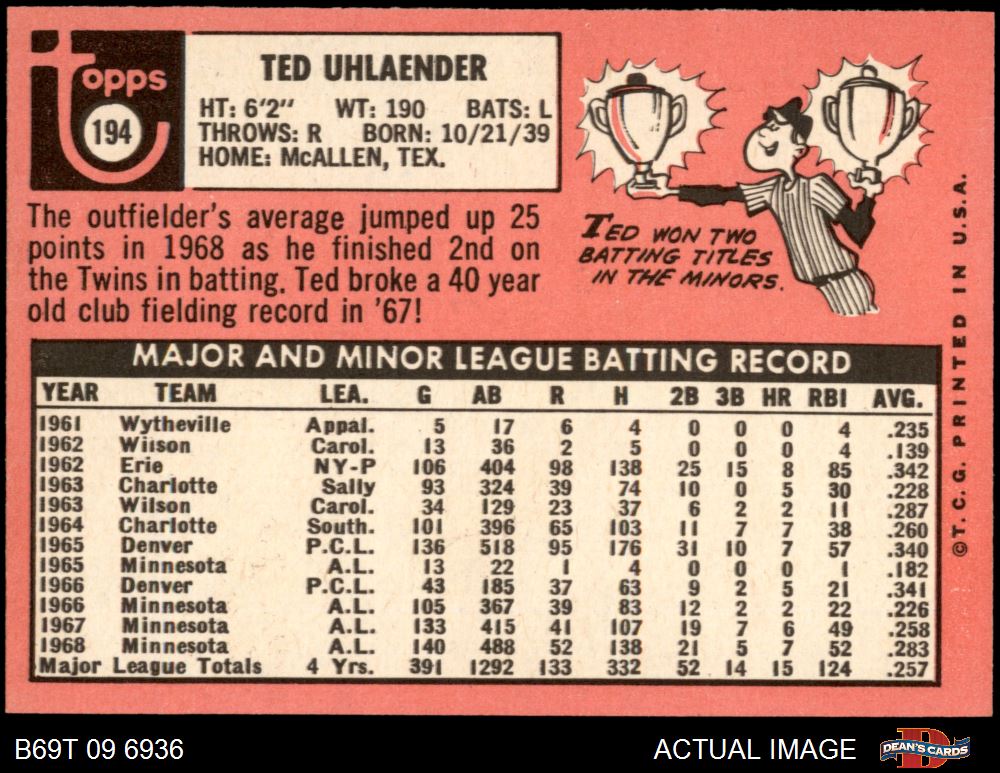 Topps
194
TED UHLAENDER
HT: 6'2" WT: 190 BATS: L
THROWS: R BORN: 10/21/39
HOME: McALLEN, TEX.
The outfielder's average jumped up 25
points in 1968 as he finished 2nd on
the Twins in batting. Ted broke a 40 year
old club fielding record in '67!
TED WON TWO
BATTING TITLES
IN THE MINORS.
MAJOR AND MINOR LEAGUE BATTING RECORD
YEAR TEAM LEA. G AB R H 2B 3B HR RBI AVG.
1961 Wytheville Appal. 5 17 6 4 0 0 0 4 .235
1962 Wilson Carol. 13 36 2 5 0 0 0 4 .139
1962 Erie NY-P 106 404 98 138 25 15 8 85 .342
1963 Charlotte Sally 93 324 39 74 10 0 5 30 .228
1963 Wilson Carol. 34 129 23 37 6 2 2 11 .287
1964 Charlotte South. 101 396 65 103 11 7 7 38 .260
1965 Denver P.C.L. 136 518 95 176 31 10 7 57 .340
1965 Minnesota A.L. 13 22 1 4 0 0 0 1 .182
1966 Denver P.C.L. 43 185 37 63 9 2 5 21 .341
1966 Minnesota A.L. 105 367 39 83 12 2 2 22 .226
1967 Minnesota A.L. 133 415 41 107 19 7 6 49 .258
1968 Minnesota A.L. 140 488 52 138 21 5 7 52 .283
Major League Totals 4 Yrs. 391 1292 133 332 52 14 15 124 .257
©T.C.G. PRINTED IN U.S.A.
B69T 09 6936
ACTUAL IMAGE
DEAN'S CARDS